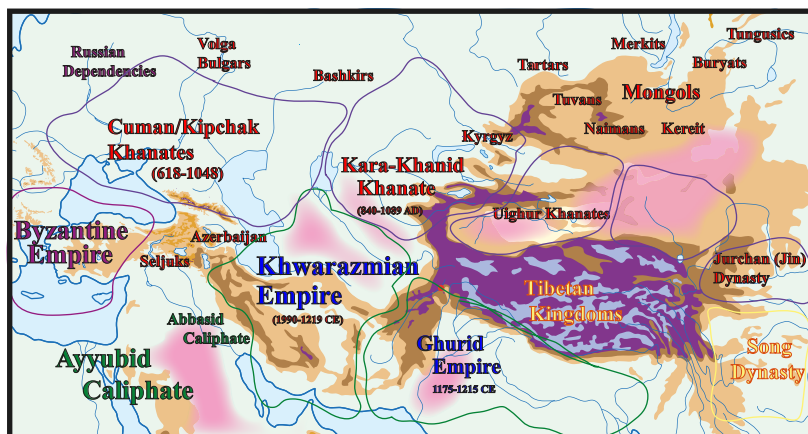 Russian
Dependencies
Volga
Bulgars
Bashkirs
Tartars
Merkits
Tungusics
Buryats
Tuvans
Mongols
Naimans
Kereit
Kyrgyz
Cuman/Kipchak
Khanates
(618-1048)
Kara-Khanid
Khanate
(840-1089 AD)
Uighur Khanates
Byzantine
Empire
Azerbaijan
Seljuks
Khwarazmian
Empire
(1990-1219 CE)
Tibetan
Kingdoms
Jurchan (Jin)
Dynasty
Abbasid
Caliphate
Ayyubid
Caliphate
Ghurid
Empire
1175-1215 CE
Song
Dynasty